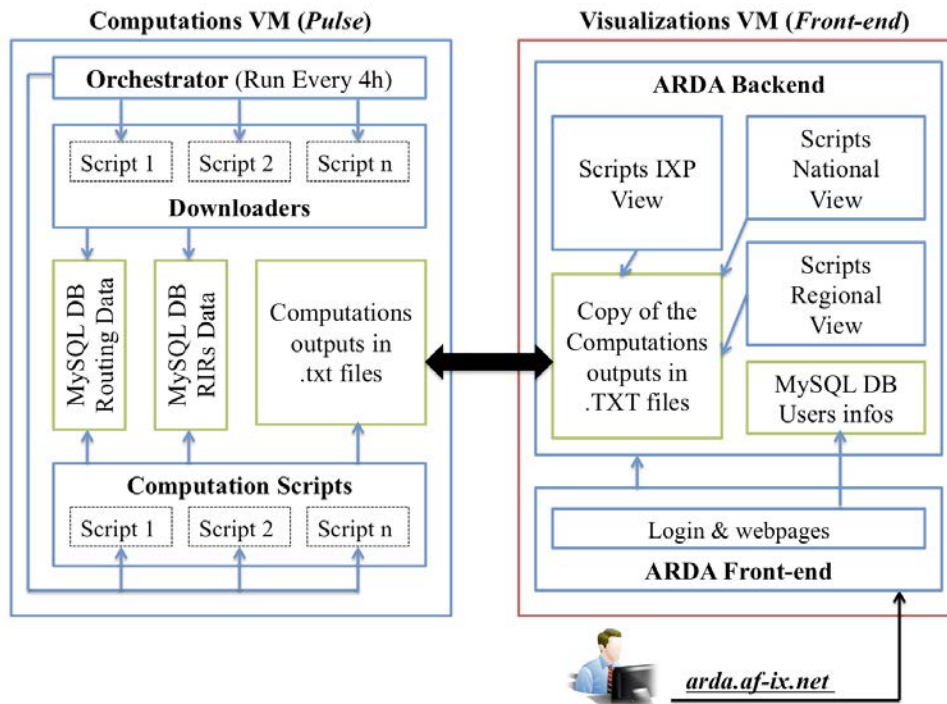 Computations VM (Pulse)
Orchestrator (Run Every 4h)
Script 1
Script 2
Script n
Downloaders
MySQL DB
Routing Data
MySQL DB
RIRs Data
Computations
outputs in
.txt files
Computation Scripts
Script 1
Script 2
Script n
Visualizations VM (Front-end)
ARDA Backend
Scripts IXP
View
Scripts
National
View
Scripts
Regional
View
Copy of the
Computations
outputs in
.TXT files
MySQL DB
Users infos
Login & webpages
ARDA Front-end
arda.af-ix.net